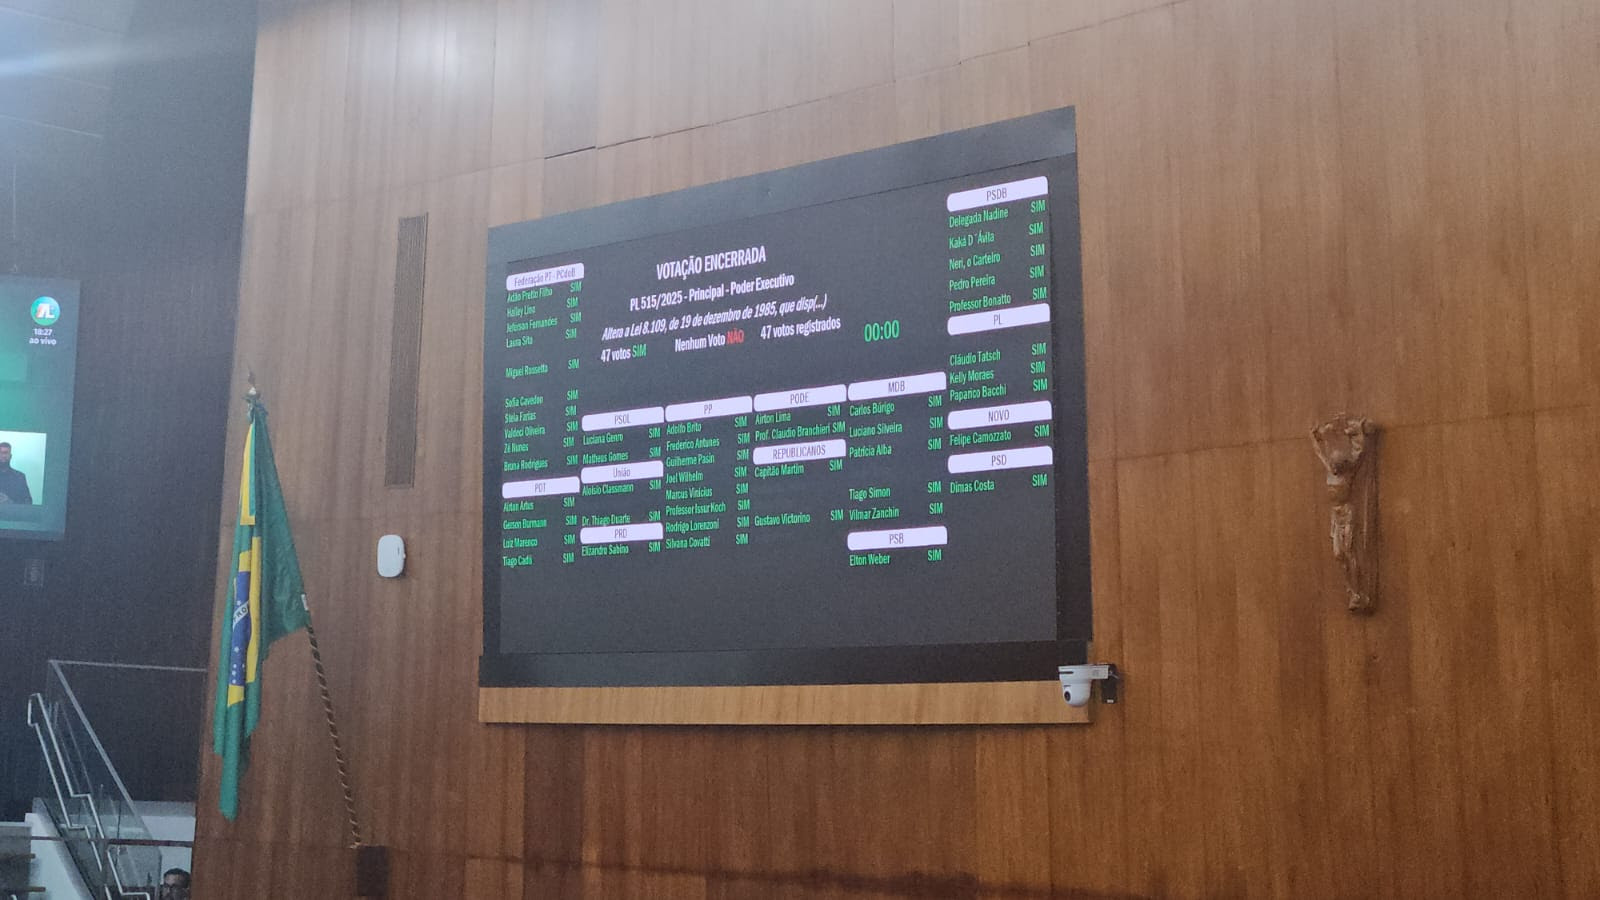 18:27
ao vivo
VOTAÇÃO ENCERRADA
PL 515/2025 - Principal - Poder Executivo
Altera a Lei 8.109, de 19 de dezembro de 1985, que disp(...)
47 votos SIM Nenhum Voto NÃO 47 votos registrados
00:00
Federação PT - PCdoB
Adão Pretto Filho SIM
Halley Lino SIM
Jeferson Fernandes SIM
Laura Sito SIM
Miguel Rossetto SIM
Sofia Cavedon SIM
Stela Farias SIM
Valdeci Oliveira SIM
Zé Nunes SIM
Bruna Rodrigues SIM
PDT
Airton Artus SIM
Gerson Burmann SIM
Luiz Marenco SIM
Tiago Cadó SIM
PSOL
Luciana Genro SIM
Matheus Gomes SIM
União
Aloísio Classmann SIM
Dr. Thiago Duarte SIM
PRD
Elizandro Sabino SIM
PP
Adolfo Brito SIM
Frederico Antunes SIM
Guilherme Pasin SIM
Joel Wilhelm SIM
Marcus Vinícius SIM
Professor Issur Koch SIM
Rodrigo Lorenzoni SIM
Silvana Covatti SIM
PODE
Airton Lima SIM
Prof. Claudio Branchieri SIM
REPUBLICANOS
Capitão Martim SIM
Gustavo Victorino SIM
MDB
Carlos Búrigo SIM
Luciano Silveira SIM
Patrícia Alba SIM
Tiago Simon SIM
Vilmar Zanchin SIM
PSB
Elton Weber SIM
PSDB
Delegada Nadine SIM
Kaká D´Ávila SIM
Neri, o Carteiro SIM
Pedro Pereira SIM
Professor Bonatto SIM
PL
Cláudio Tatsch SIM
Kelly Moraes SIM
Paparico Bacchi SIM
NOVO
Felipe Camozzato SIM
PSD
Dimas Costa SIM